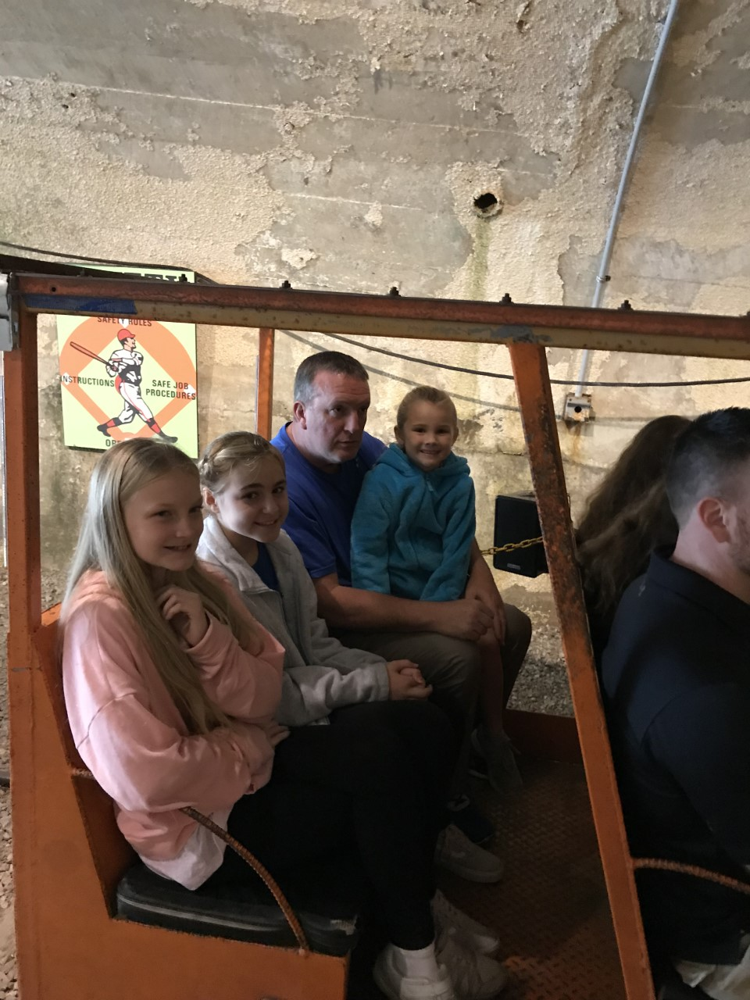 SAFETY RULES
INSTRUCTIONS
SAFE JOB
PROCEDURES